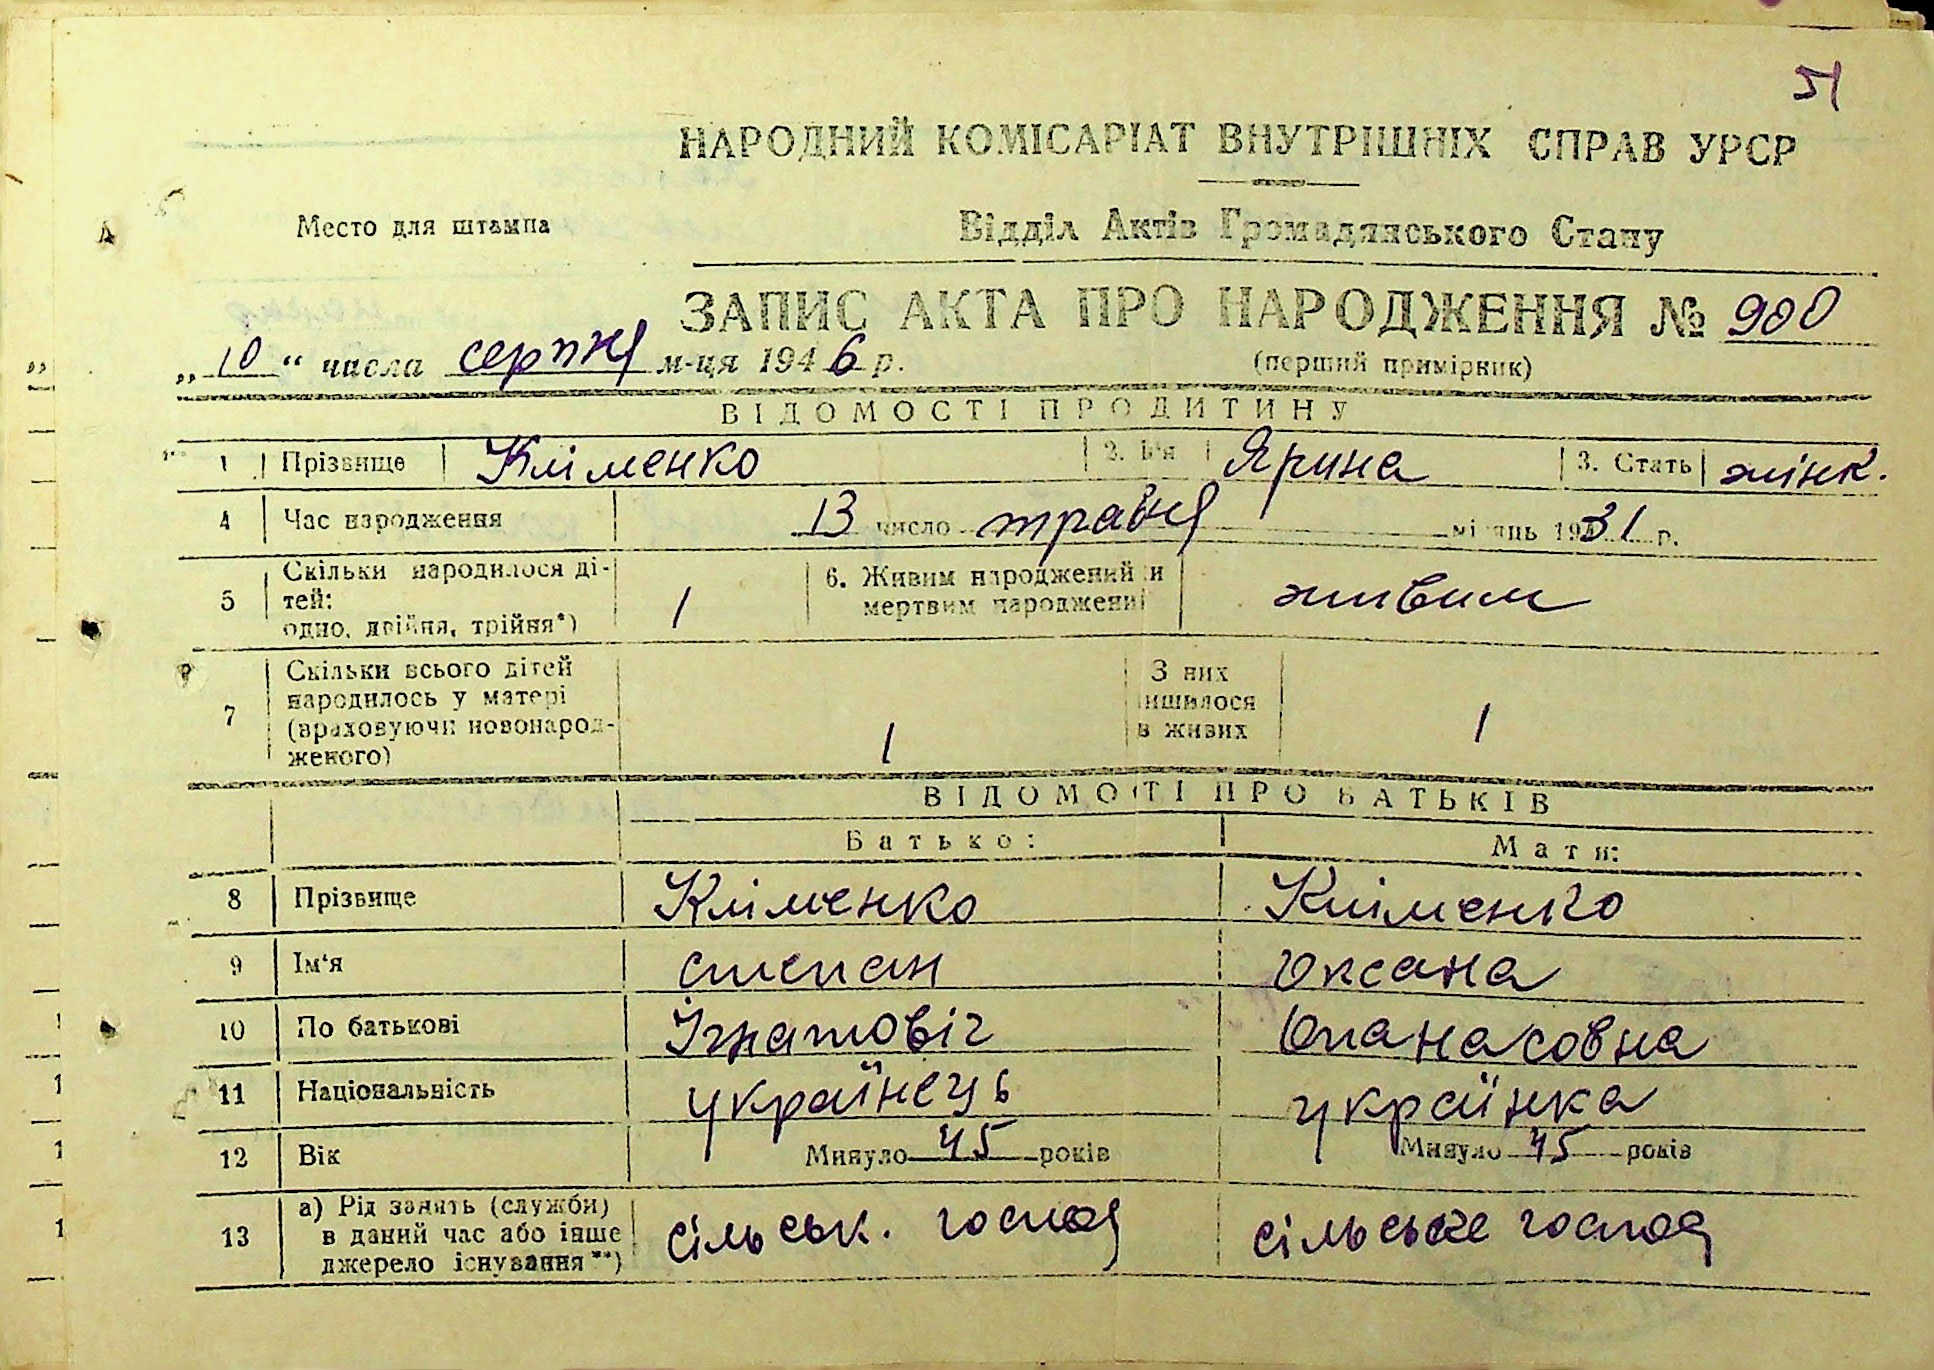 51
НАРОДНИЙ КОМІСАРІАТ ВНУТРІШНІХ СПРАВ УРСР
Место для штампа
Відділ Актів Громадянського Стану
ЗАПИС АКТА ПРО НАРОДЖЕННЯ № 900
„10“ числа серпня м-ця 1946 р.
(перший примірник)
ВІДОМОСТІ ПРО ДИТИНУ
1 Прізвище Кліменко 2. Ім'я Ярина 3. Стать жінк.
4 Час народження 13 число травня місяць 1931 р.
5 Скільки народилося ді-
тей:
одно, двійня, трійня*) 1
6. Живим народжений чи
мертвим народжений живим
7 Скільки всього дітей
народилось у матері
(враховуючи новонарод-
женого) 1
З них
лишилося
в живих 1
ВІДОМОСТІ ПРО БАТЬКІВ
Батько: Мати:
8 Прізвище Кліменко Кліменко
9 Ім'я степан Оксана
10 По батькові Ігнатовіч Опанасовна
11 Національність українець українка
12 Вік Минуло 45 років Минуло 45 років
13 а) Рід занять (служби)
в даний час або інше
джерело існування**)
сільськ. господ сільське господ